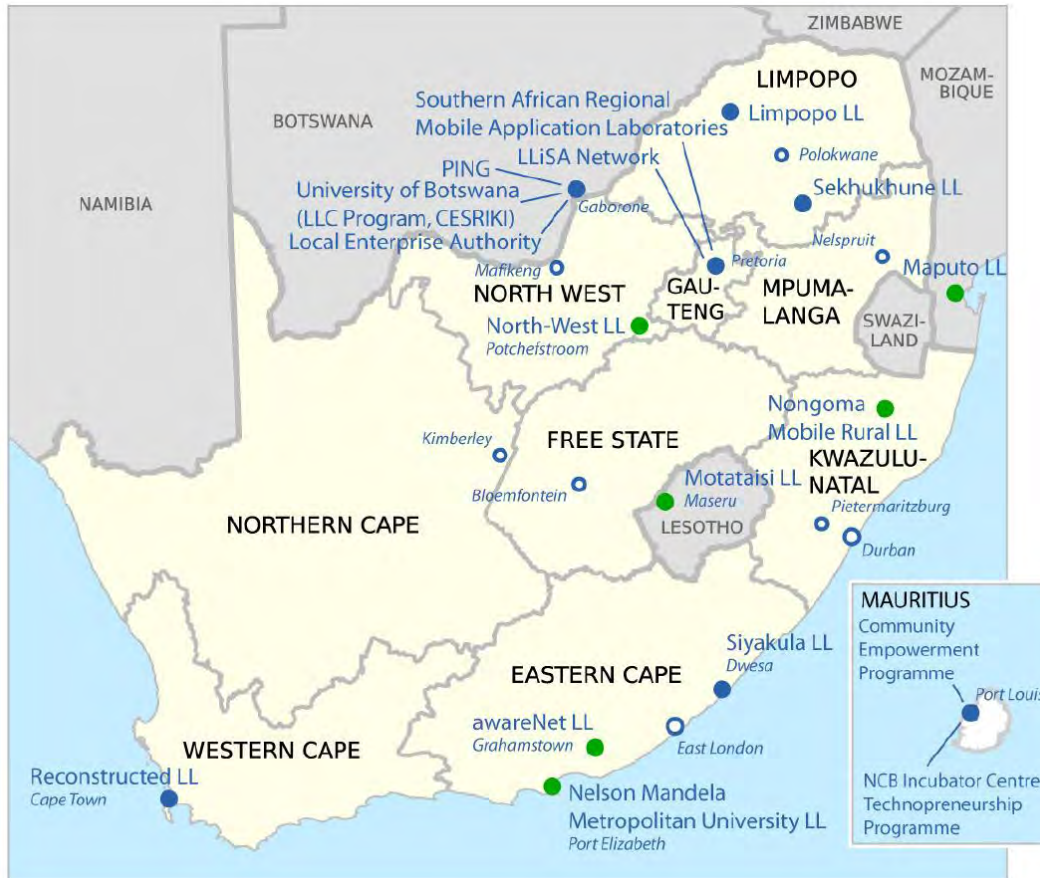 ZIMBABWE
LIMPOPO
MOZAM-
BIQUE
Southern African Regional
Mobile Application Laboratories
Limpopo LL
BOTSWANA
LLiSA Network
Polokwane
PING
University of Botswana
(LLC Program, CESRIKI)
Local Enterprise Authority
Gaborone
Sekhukhune LL
NAMIBIA
Nelspruit
Mafikeng
Pretoria
Maputo LL
NORTH WEST
GAU-
TENG
MPUMA-
LANGA
SWAZI-
LAND
North-West LL
Potchefstroom
Nongoma
Mobile Rural LL
Kimberley
FREE STATE
KWAZULU-
NATAL
Bloemfontein
Motataisi LL
Maseru
LESOTHO
Pietermaritzburg
Durban
NORTHERN CAPE
MAURITIUS
Community
Empowerment
Programme
Port Louis
NCB Incubator Centre
Technopreneurship
Programme
Siyakula LL
Dwesa
EASTERN CAPE
awareNet LL
Grahamstown
East London
WESTERN CAPE
Reconstructed LL
Cape Town
Nelson Mandela
Metropolitan University LL
Port Elizabeth